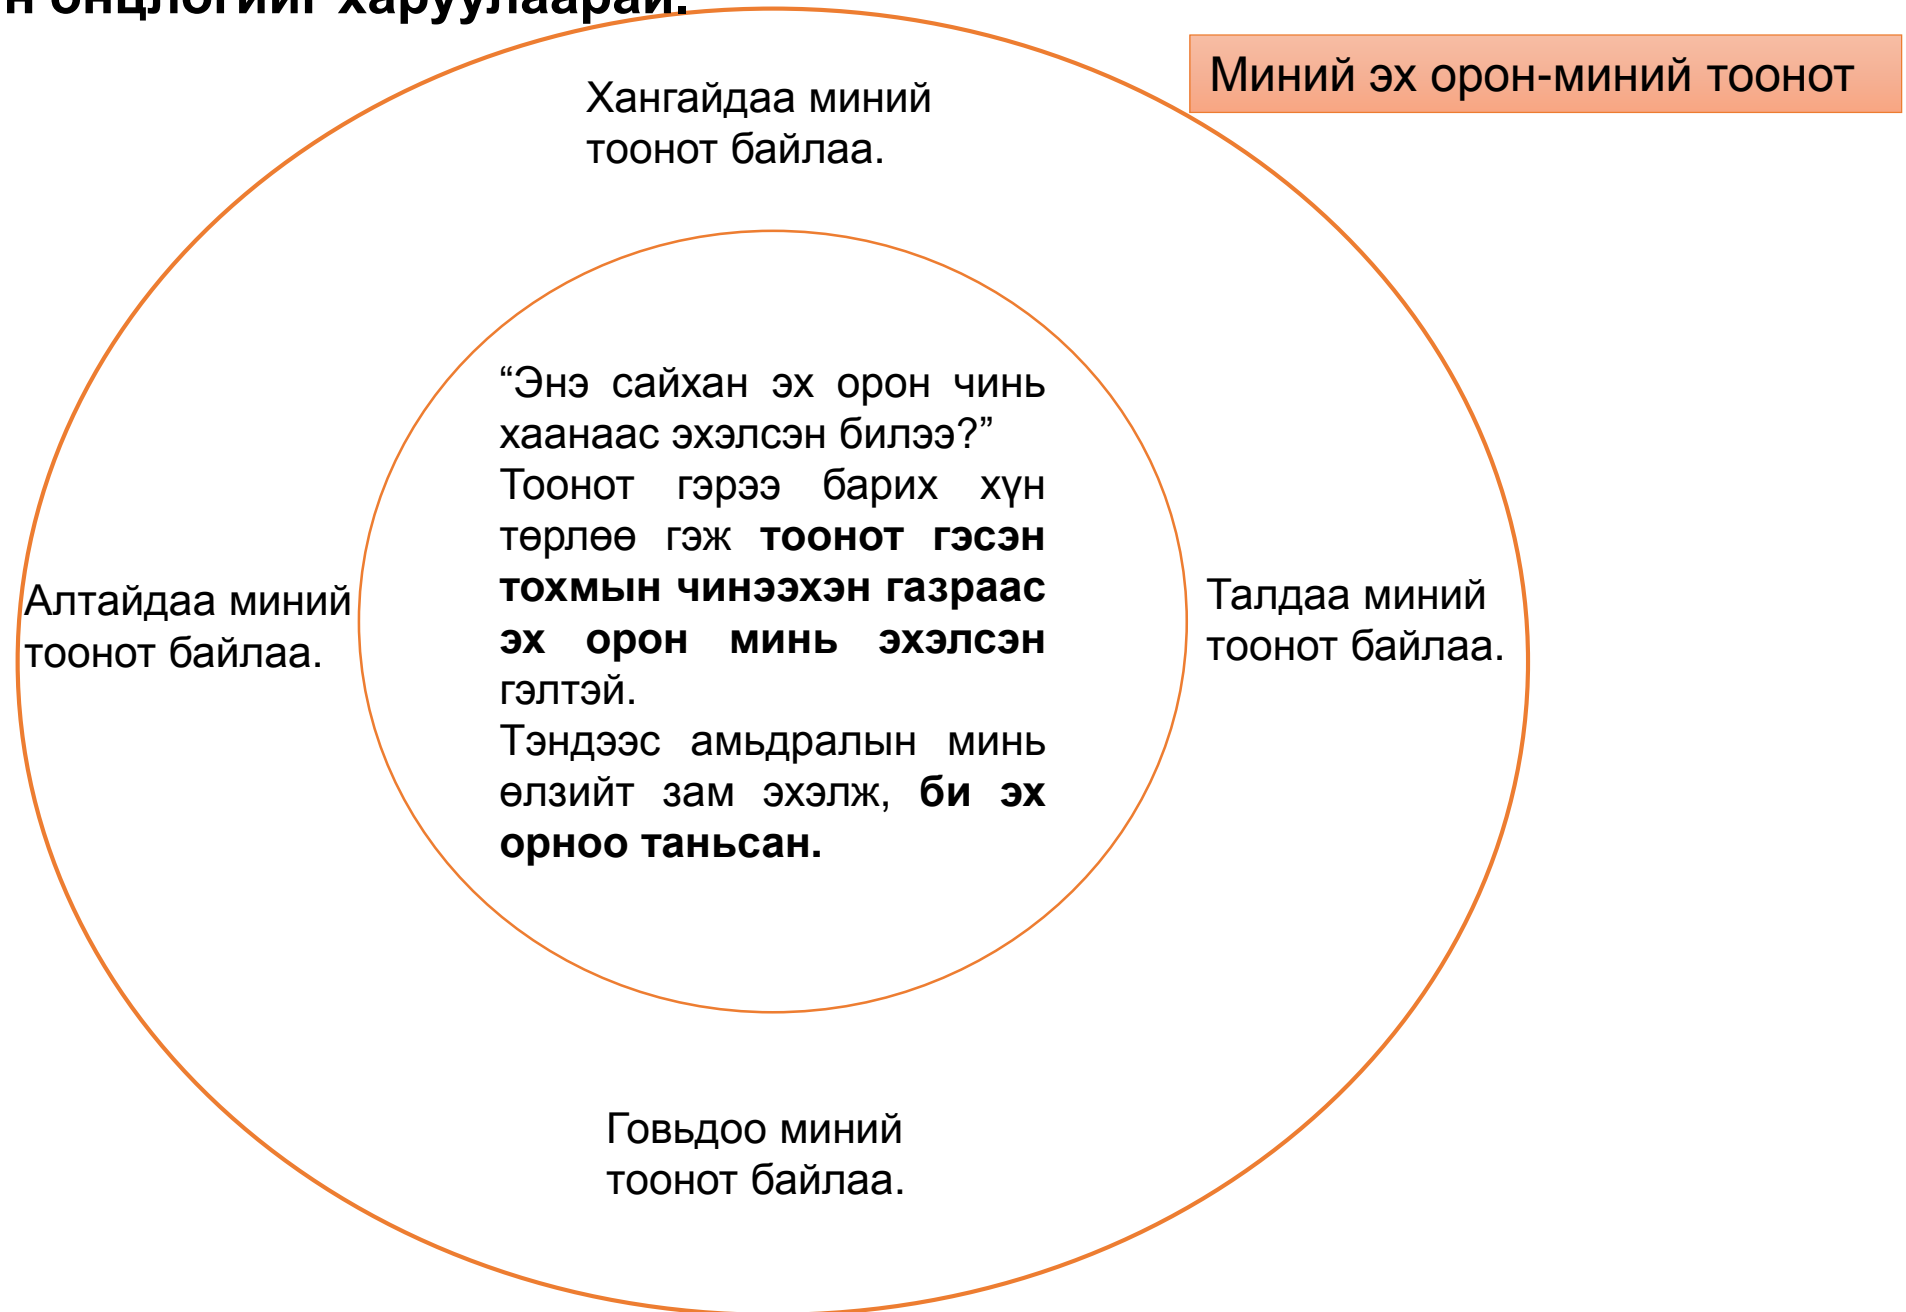 н онцлогийг харуулаарай.
Миний эх орон-миний тоонот
Хангайдаа миний
тоонот байлаа.
“Энэ сайхан эх орон чинь
хаанаас эхэлсэн билээ?”
Тоонот гэрээ барих хүн
төрлөө гэж тоонот гэсэн
тохмын чинээхэн газраас
эх орон минь эхэлсэн
гэлтэй.
Тэндээс амьдралын минь
өлзийт зам эхэлж, би эх
орноо таньсан.
Алтайдаа миний
тоонот байлаа.
Талдаа миний
тоонот байлаа.
Говьдоо миний
тоонот байлаа.